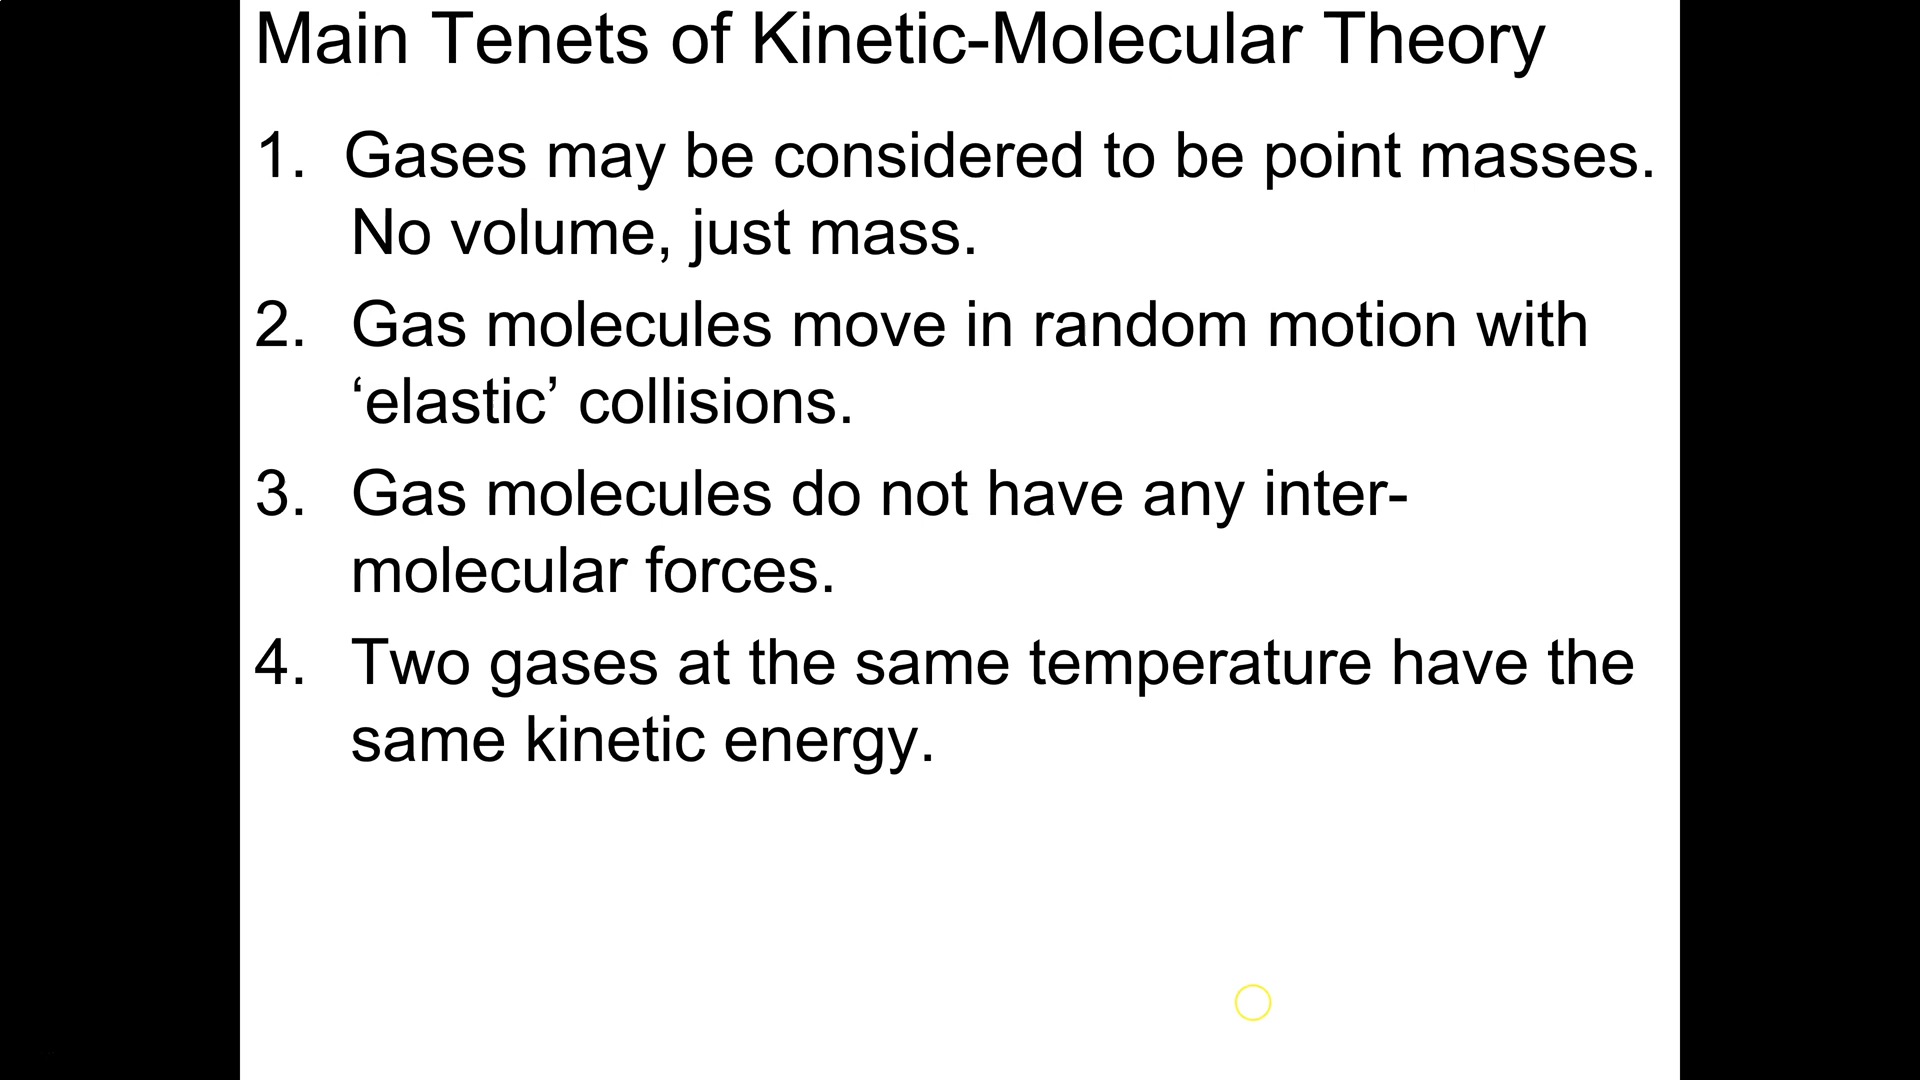 Main Tenets of Kinetic-Molecular Theory
1. Gases may be considered to be point masses.
No volume, just mass.
2. Gas molecules move in random motion with
‘elastic’ collisions.
3. Gas molecules do not have any inter-
molecular forces.
4. Two gases at the same temperature have the
same kinetic energy.